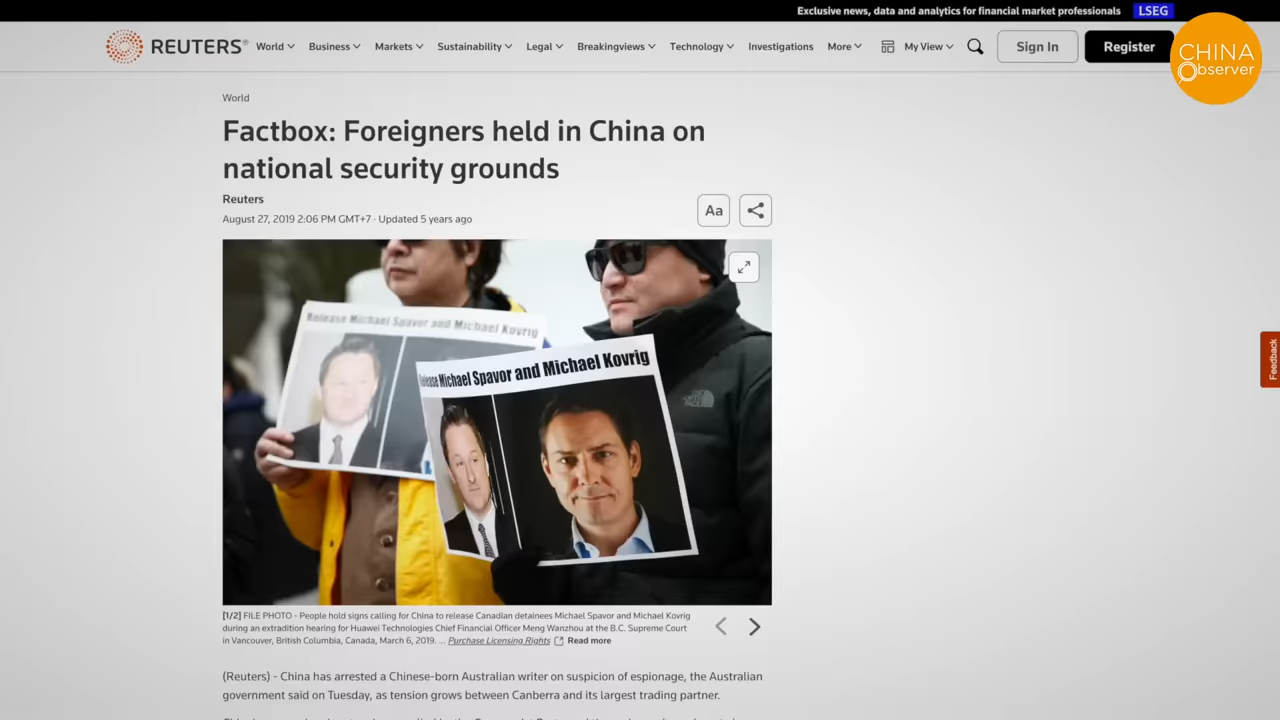 Exclusive news, data and analytics for financial market professionals LSEG
REUTERS® World Business Markets Sustainability Legal Breakingviews Technology Investigations More My View Sign In Register
CHINA
Observer
World
Factbox: Foreigners held in China on
national security grounds
Reuters
August 27, 2019 2:06 PM GMT+7 · Updated 5 years ago
Aa
Release Michael Spavor and Michael Kovrig
Release Michael Spavor and Michael Kovrig
[1/2] FILE PHOTO - People hold signs calling for China to release Canadian detainees Michael Spavor and Michael Kovrig
during an extradition hearing for Huawei Technologies Chief Financial Officer Meng Wanzhou at the B.C. Supreme Court
in Vancouver, British Columbia, Canada, March 6, 2019. ... Purchase Licensing Rights Read more
Feedback
(Reuters) - China has arrested a Chinese-born Australian writer on suspicion of espionage, the Australian
government said on Tuesday, as tension grows between Canberra and its largest trading partner.